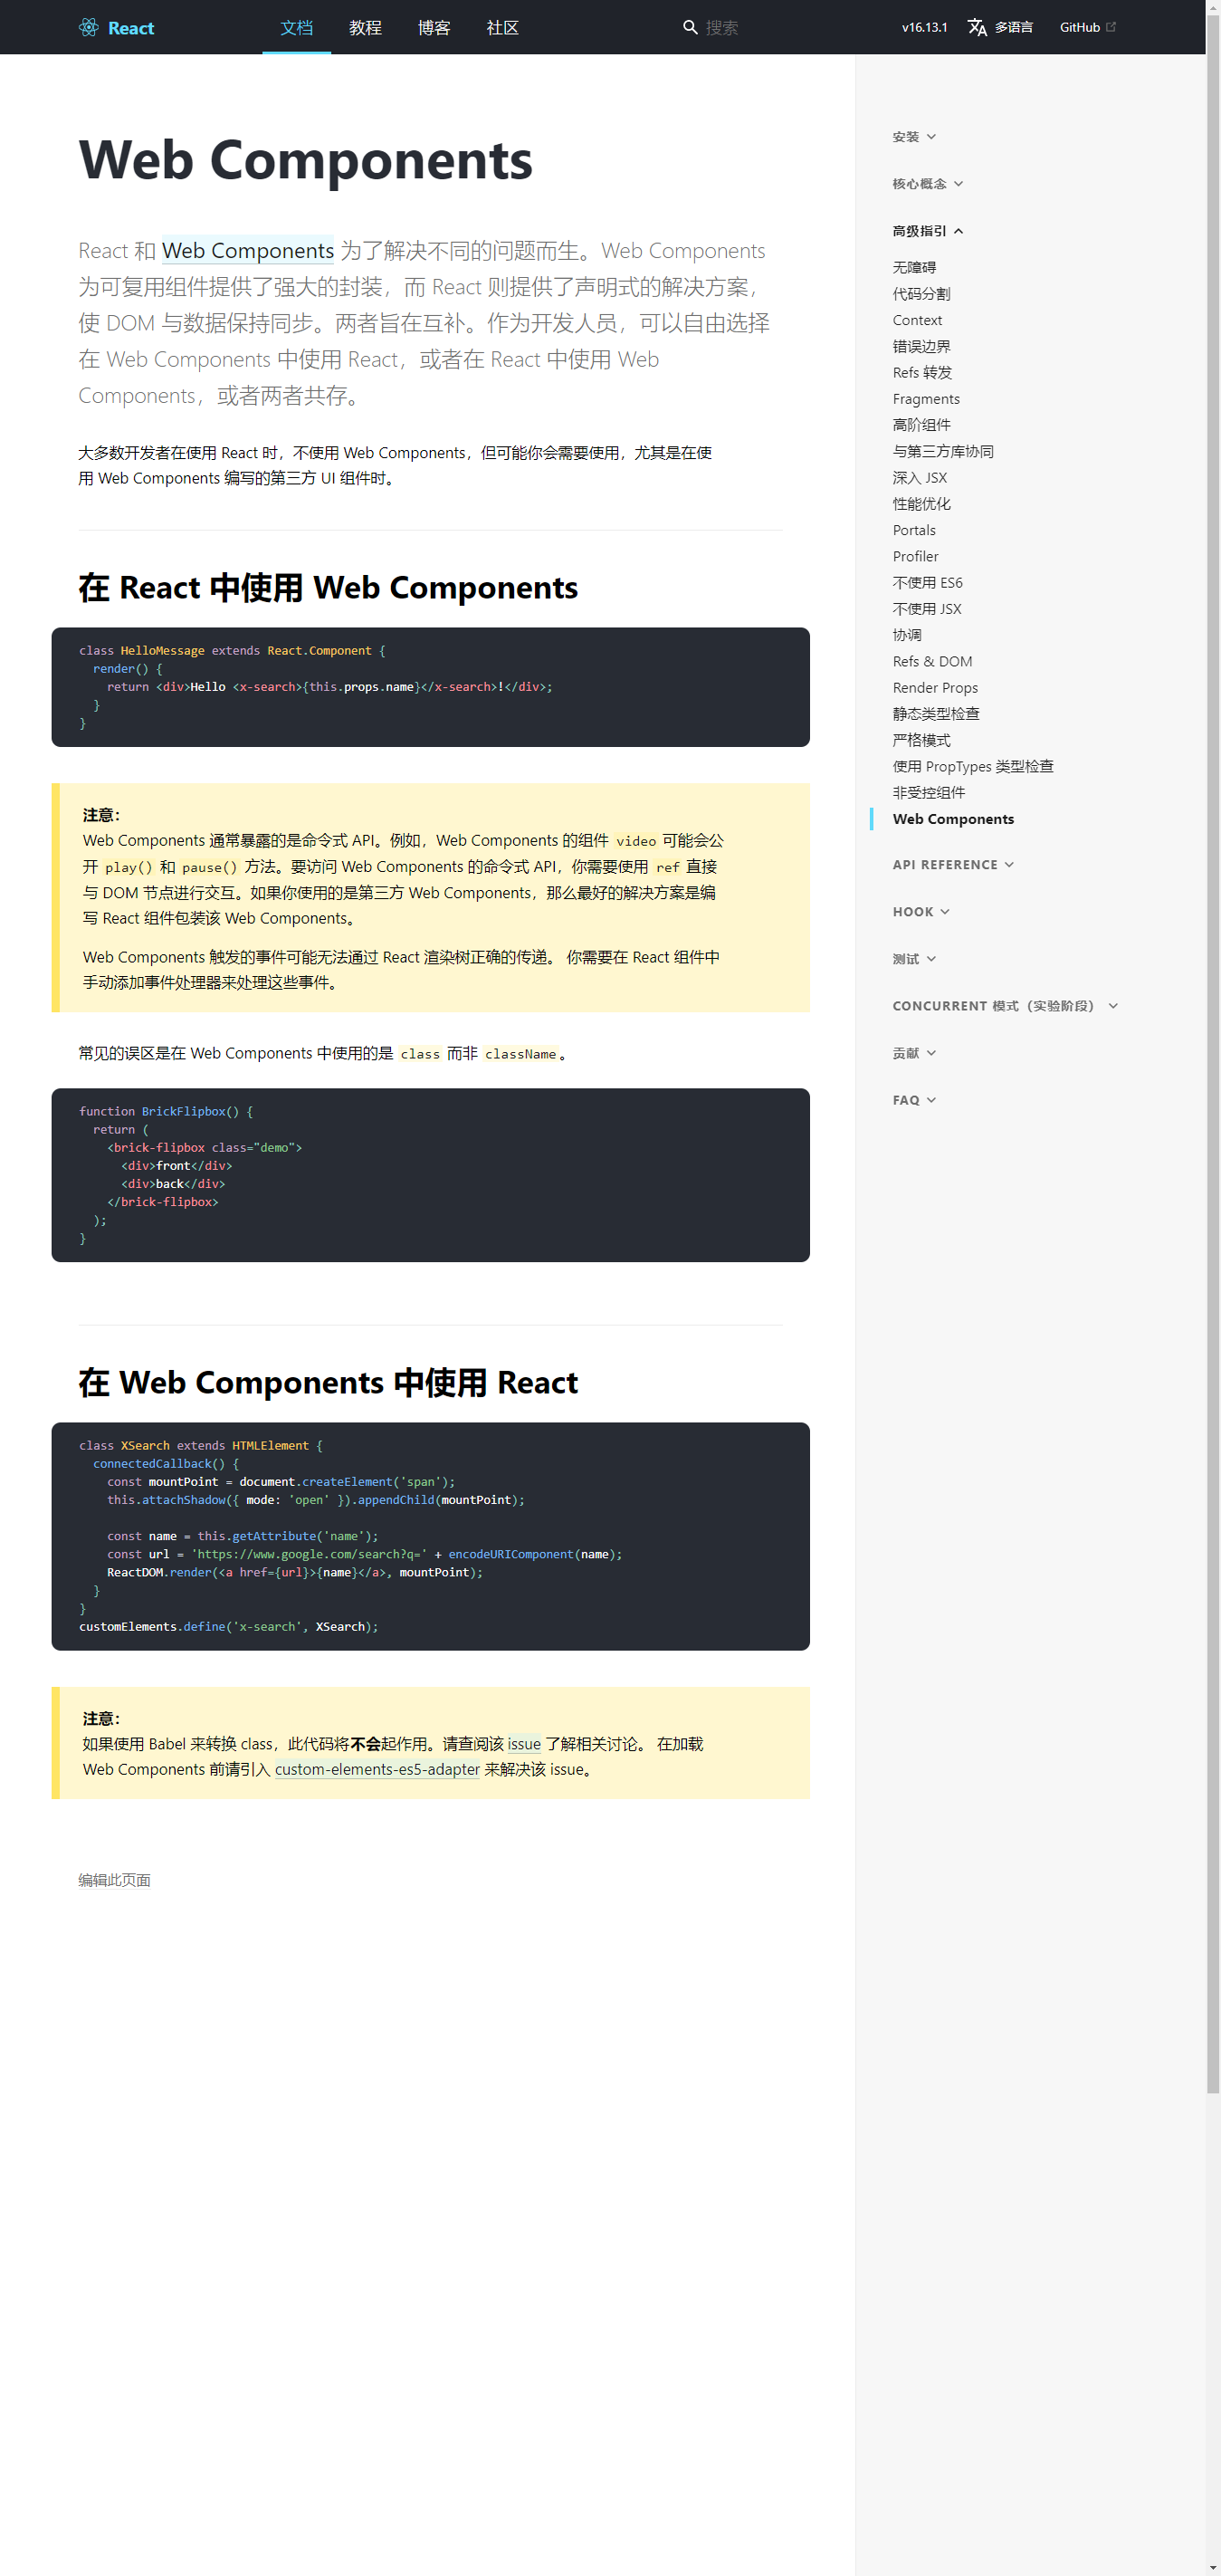 React
文档
教程
博客
社区
搜索
v16.13.1
多语言
GitHub
Web Components
React 和 Web Components 为了解决不同的问题而生。Web Components
为可复用组件提供了强大的封装，而 React 则提供了声明式的解决方案，
使 DOM 与数据保持同步。两者旨在互补。作为开发人员，可以自由选择
在 Web Components 中使用 React，或者在 React 中使用 Web
Components，或者两者共存。
大多数开发者在使用 React 时，不使用 Web Components，但可能你会需要使用，尤其是在使
用 Web Components 编写的第三方 UI 组件时。
在 React 中使用 Web Components
class HelloMessage extends React.Component {
  render() {
    return <div>Hello <x-search>{this.props.name}</x-search>!</div>;
  }
}
注意：
Web Components 通常暴露的是命令式 API。例如，Web Components 的组件 video 可能会公
开 play() 和 pause() 方法。要访问 Web Components 的命令式 API，你需要使用 ref 直接
与 DOM 节点进行交互。如果你使用的是第三方 Web Components，那么最好的解决方案是编
写 React 组件包装该 Web Components。
Web Components 触发的事件可能无法通过 React 渲染树正确的传递。 你需要在 React 组件中
手动添加事件处理器来处理这些事件。
常见的误区是在 Web Components 中使用的是 class 而非 className。
function BrickFlipbox() {
  return (
    <brick-flipbox class="demo">
      <div>front</div>
      <div>back</div>
    </brick-flipbox>
  );
}
在 Web Components 中使用 React
class XSearch extends HTMLElement {
  connectedCallback() {
    const mountPoint = document.createElement('span');
    this.attachShadow({ mode: 'open' }).appendChild(mountPoint);
    const name = this.getAttribute('name');
    const url = 'https://www.google.com/search?q=' + encodeURIComponent(name);
    ReactDOM.render(<a href={url}>{name}</a>, mountPoint);
  }
}
customElements.define('x-search', XSearch);
注意：
如果使用 Babel 来转换 class，此代码将不会起作用。请查阅该 issue 了解相关讨论。 在加载
Web Components 前请引入 custom-elements-es5-adapter 来解决该 issue。
编辑此页面
安装
核心概念
高级指引
无障碍
代码分割
Context
错误边界
Refs 转发
Fragments
高阶组件
与第三方库协同
深入 JSX
性能优化
Portals
Profiler
不使用 ES6
不使用 JSX
协调
Refs & DOM
Render Props
静态类型检查
严格模式
使用 PropTypes 类型检查
非受控组件
Web Components
API REFERENCE
HOOK
测试
CONCURRENT 模式（实验阶段）
贡献
FAQ